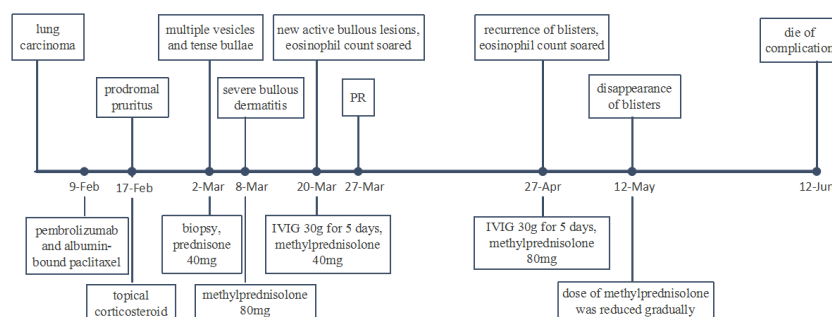 lung
carcinoma
multiple vesicles
and tense bullae
new active bullous lesions,
eosinophil count soared
recurrence of blisters,
eosinophil count soared
die of
complication
prodromal
pruritus
severe bullous
dermatitis
PR
disappearance
of blisters
9-Feb
17-Feb
2-Mar
8-Mar
20-Mar
27-Mar
27-Apr
12-May
12-Jun
pembrolizumab
and albumin-
bound paclitaxel
biopsy,
prednisone
40mg
IVIG 30g for 5 days,
methylprednisolone
40mg
IVIG 30g for 5 days,
methylprednisolone
80mg
topical
corticosteroid
methylprednisolone
80mg
dose of methylprednisolone
was reduced gradually